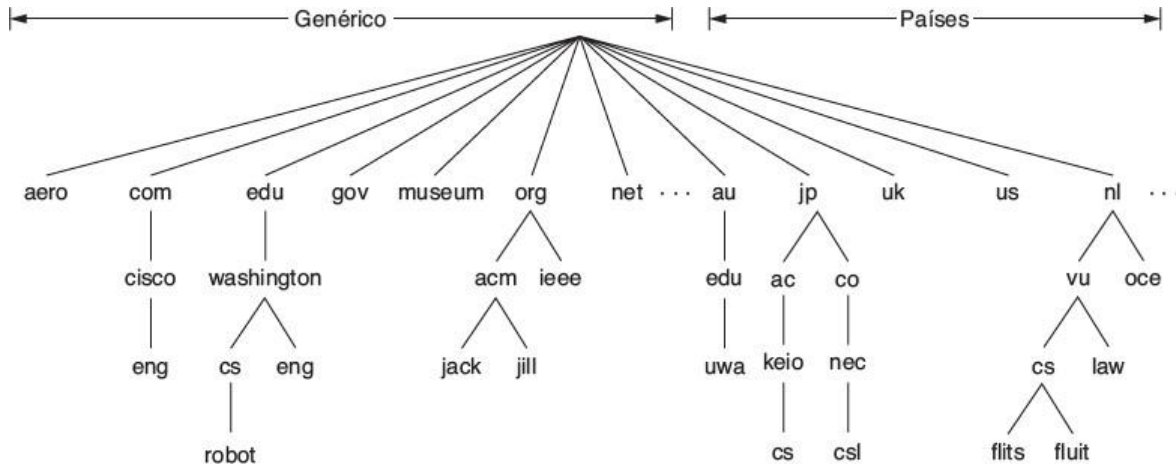 Genérico Países
aero com edu gov museum org net ... au jp uk us nl ...
cisco washington acm ieee edu ac co vu oce
eng cs eng jack jill uwa keio nec cs law
robot cs csl flits fluit